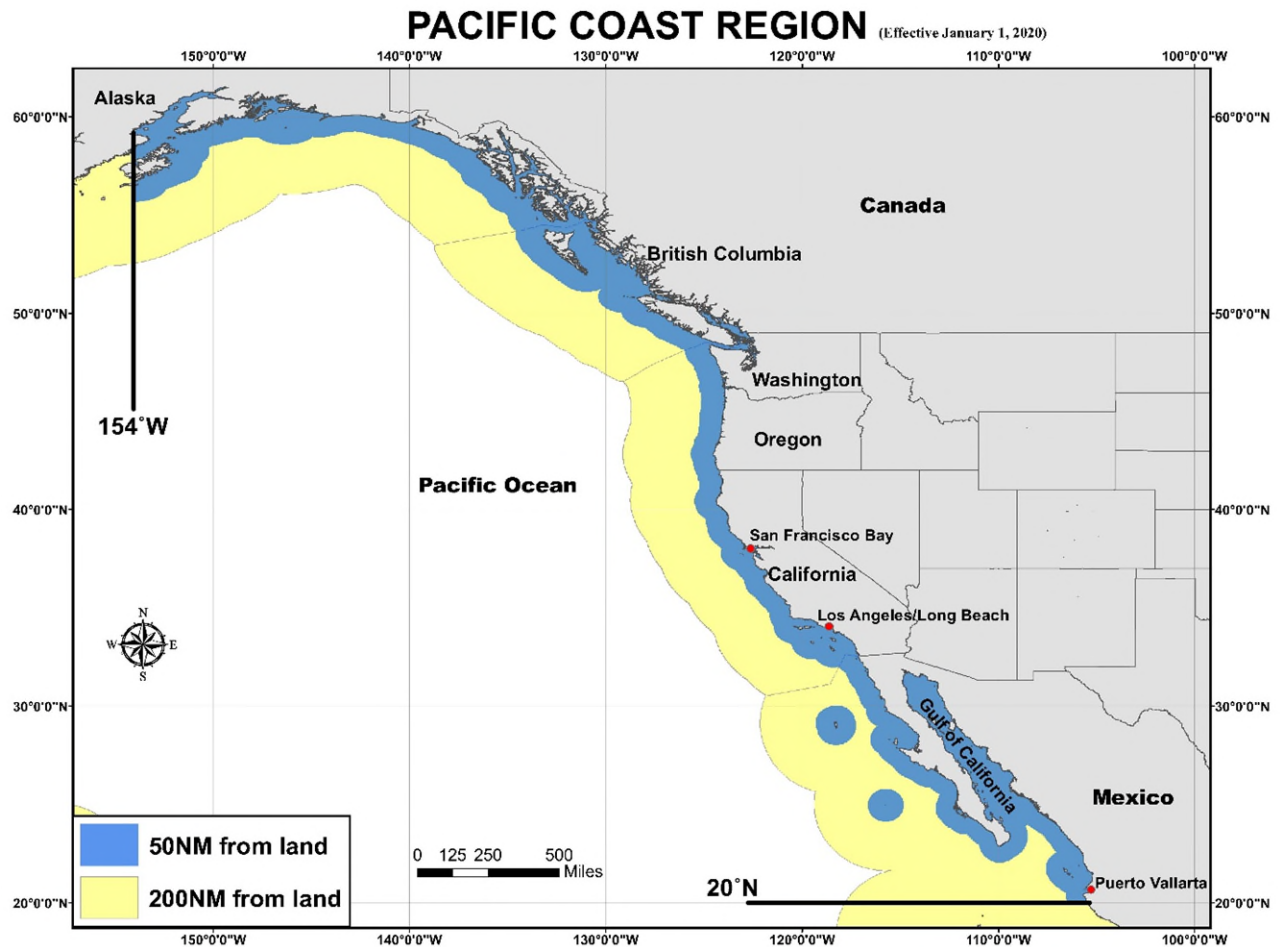 PACIFIC COAST REGION (Effective January 1, 2020)
150°0'0"W 140°0'0"W 130°0'0"W 120°0'0"W 110°0'0"W 100°0'0"W
Alaska
60°0'0"N 60°0'0"N
Canada
British Columbia
50°0'0"N 50°0'0"N
Washington
154°W
Oregon
Pacific Ocean
40°0'0"N 40°0'0"N
San Francisco Bay
California
Los Angeles/Long Beach
N
W E
S
30°0'0"N 30°0'0"N
Gulf of California
Mexico
50NM from land
0 125 250 500
Miles
200NM from land
20°N
Puerto Vallarta
20°0'0"N 20°0'0"N
150°0'0"W 140°0'0"W 130°0'0"W 120°0'0"W 110°0'0"W 100°0'0"W